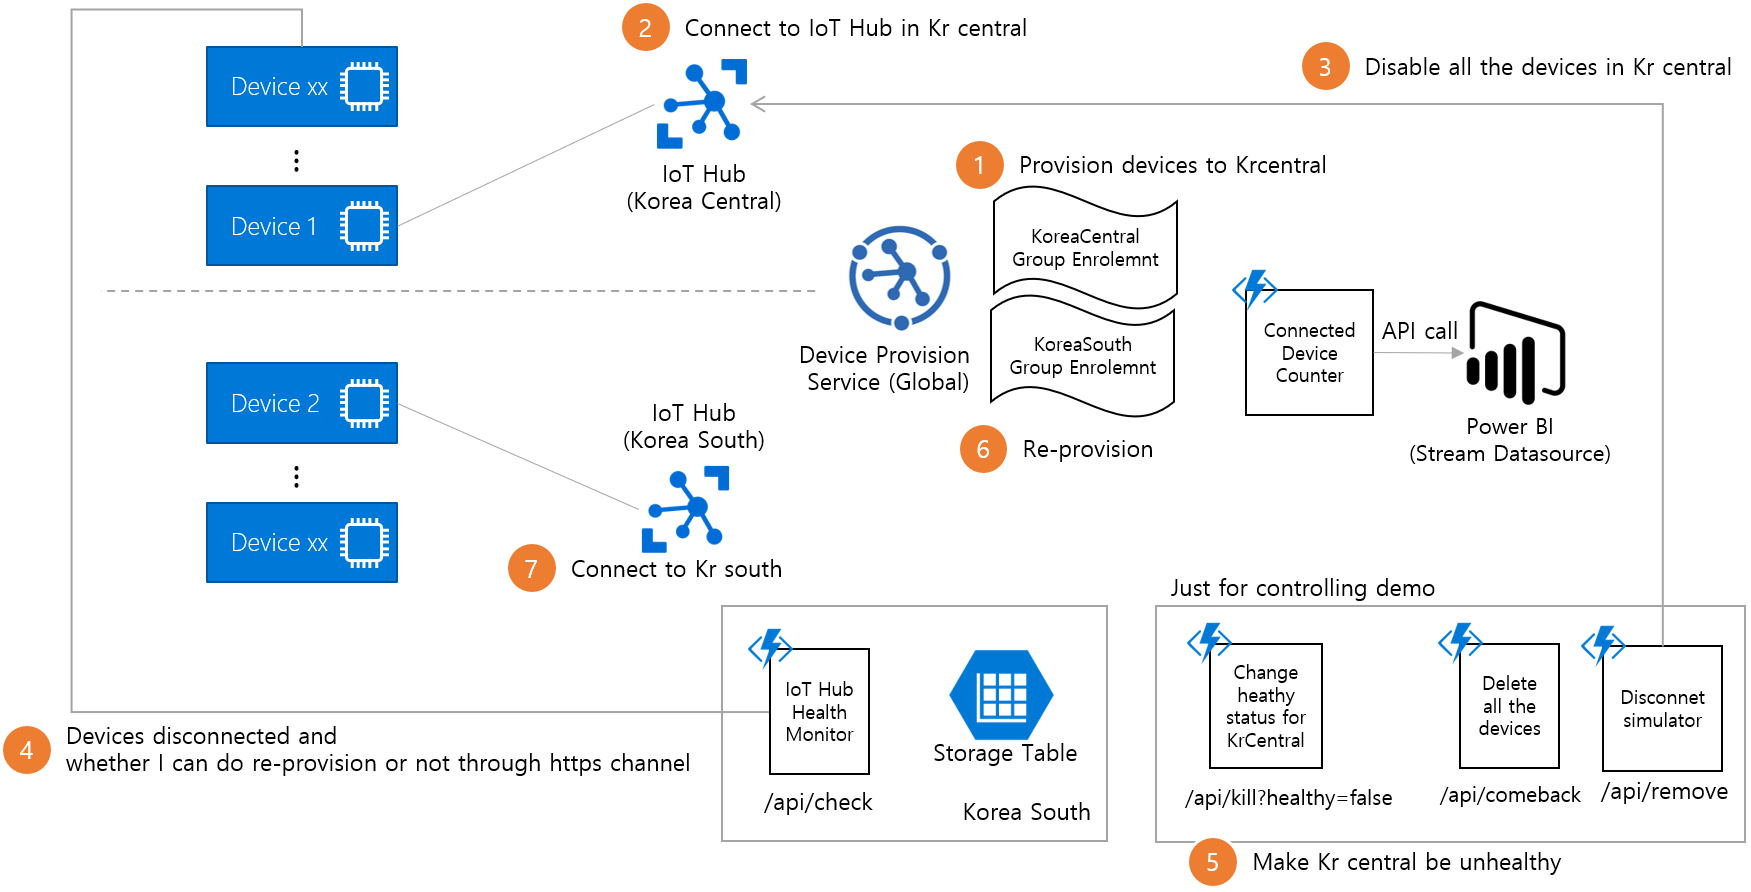 2
Connect to IoT Hub in Kr central
3
Disable all the devices in Kr central
Device xx
IoT Hub
(Korea Central)
1
Provision devices to Krcentral
Device 1
KoreaCentral
Group Enrolemnt
KoreaSouth
Group Enrolemnt
Device Provision
Service (Global)
Connected
Device
Counter
API call
Power BI
(Stream Datasource)
6
Re-provision
Device 2
IoT Hub
(Korea South)
Device xx
7
Connect to Kr south
Just for controlling demo
4
Devices disconnected and
whether I can do re-provision or not through https channel
IoT Hub
Health
Monitor
/api/check
Storage Table
Korea South
Change
heathy
status for
KrCentral
/api/kill?healthy=false
Delete
all the
devices
/api/comeback
Disconnet
simulator
/api/remove
5
Make Kr central be unhealthy